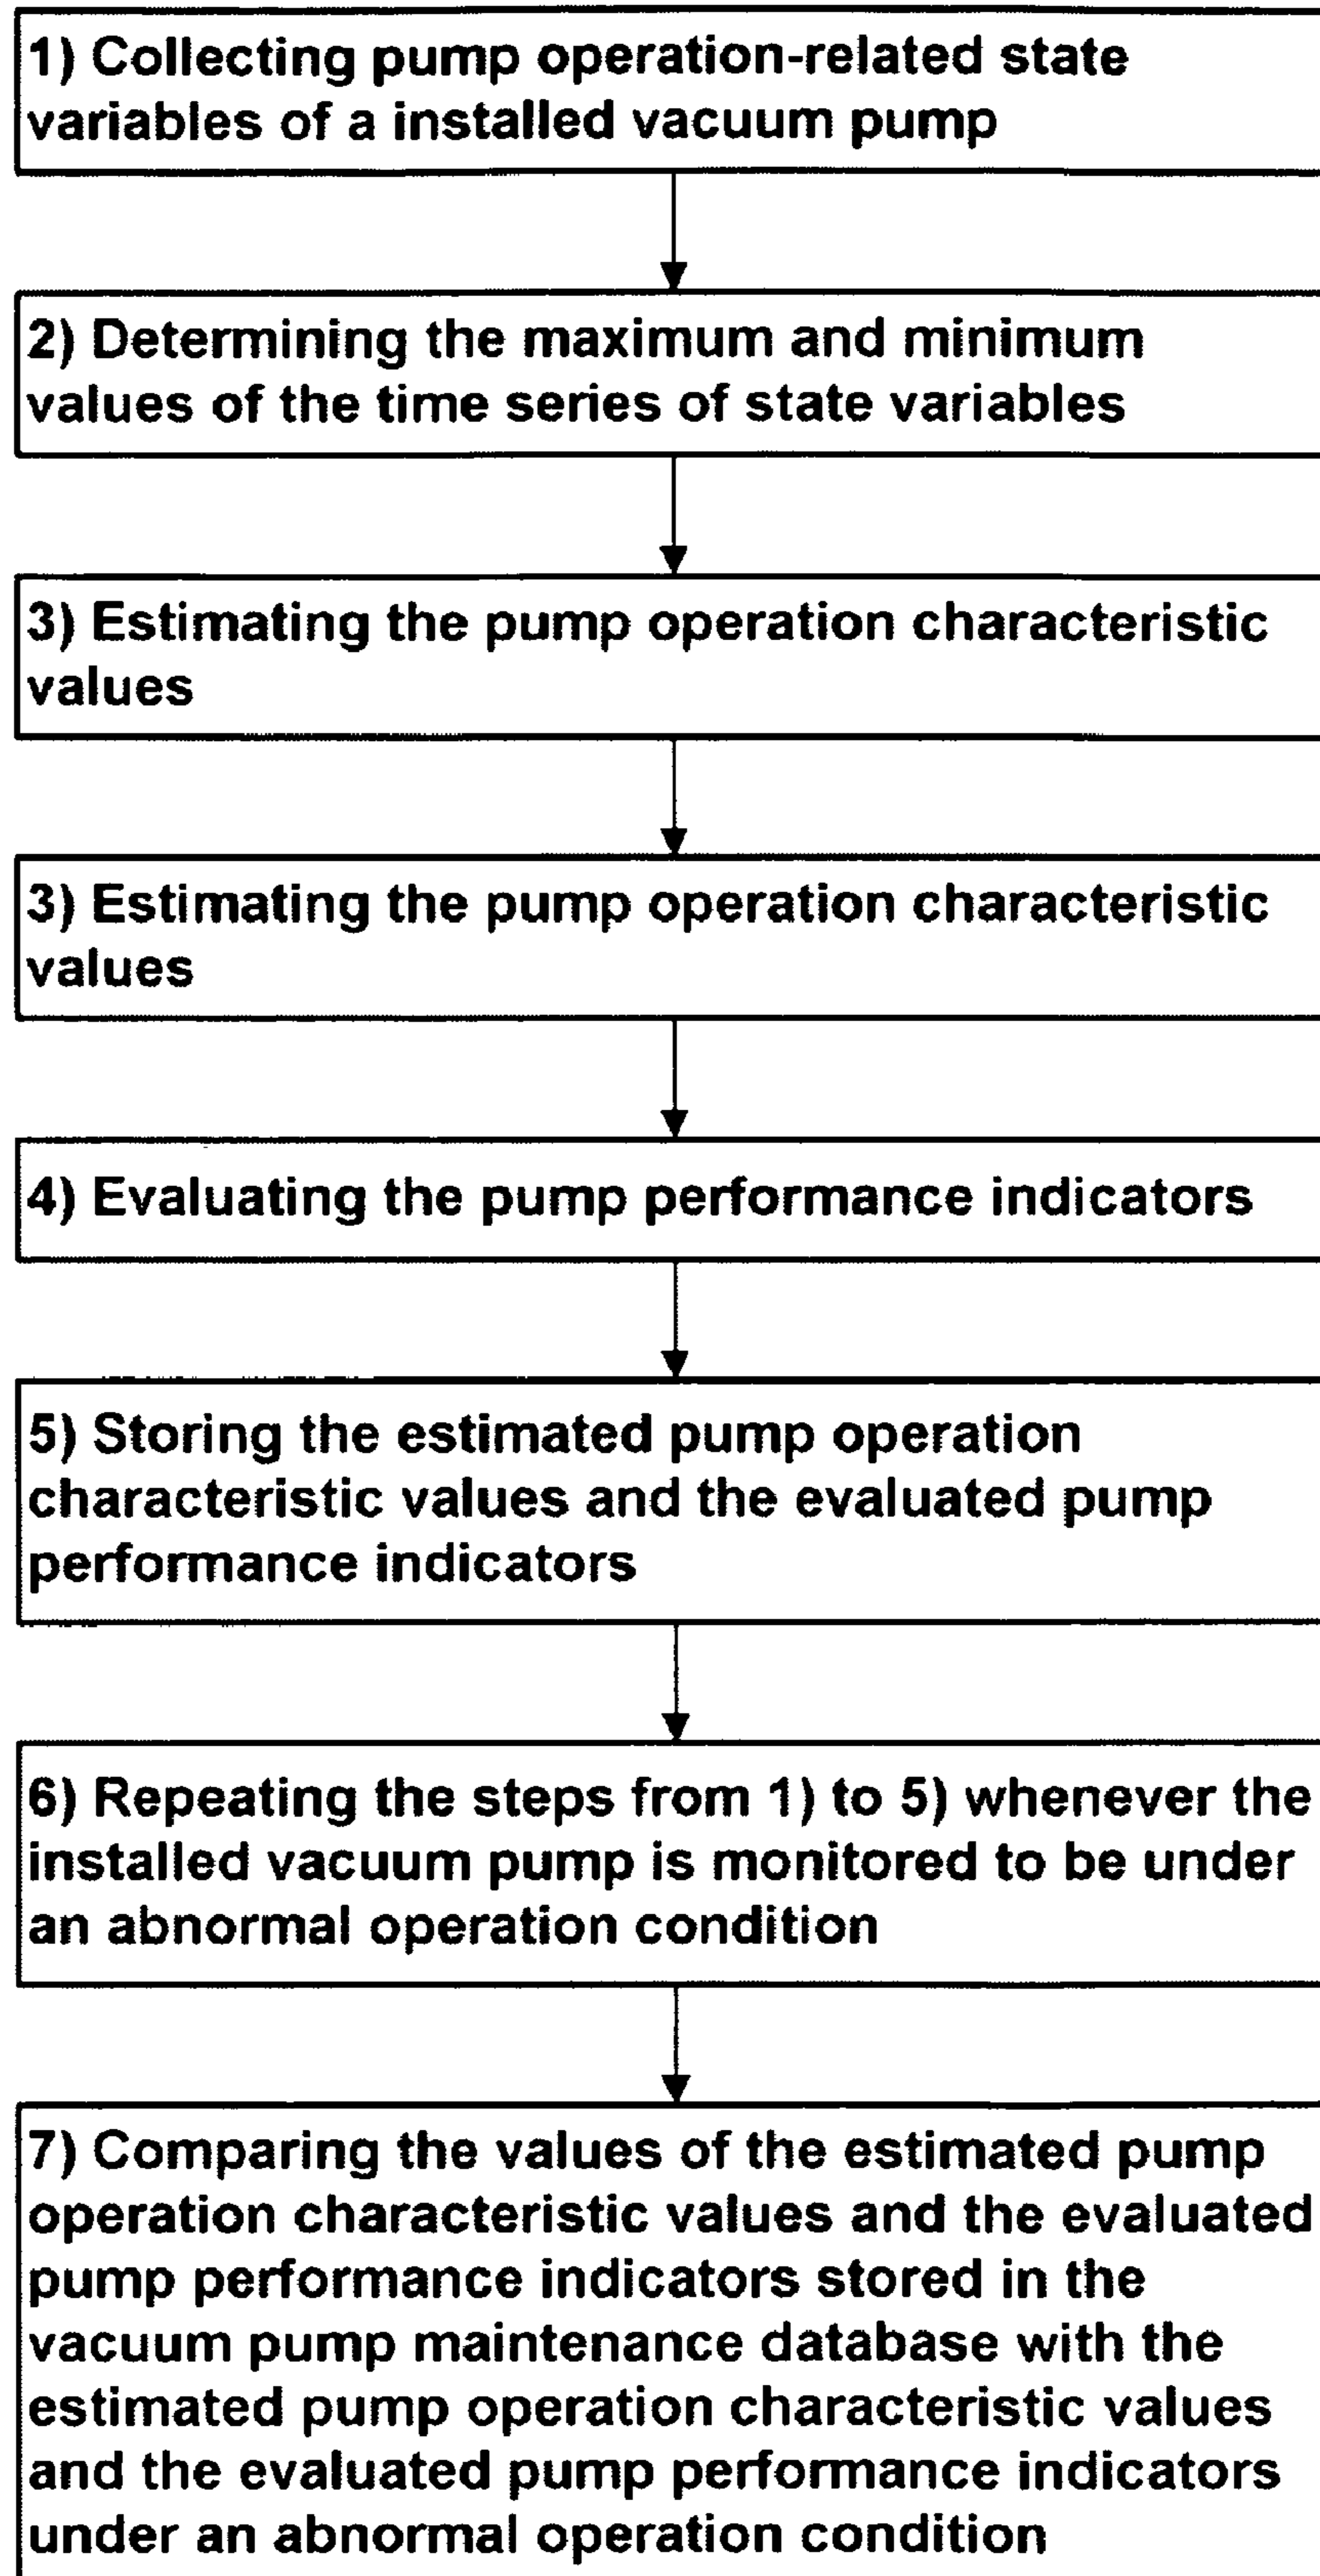 1) Collecting pump operation-related state
variables of a installed vacuum pump
2) Determining the maximum and minimum
values of the time series of state variables
3) Estimating the pump operation characteristic
values
3) Estimating the pump operation characteristic
values
4) Evaluating the pump performance indicators
5) Storing the estimated pump operation
characteristic values and the evaluated pump
performance indicators
6) Repeating the steps from 1) to 5) whenever the
installed vacuum pump is monitored to be under
an abnormal operation condition
7) Comparing the values of the estimated pump
operation characteristic values and the evaluated
pump performance indicators stored in the
vacuum pump maintenance database with the
estimated pump operation characteristic values
and the evaluated pump performance indicators
under an abnormal operation condition